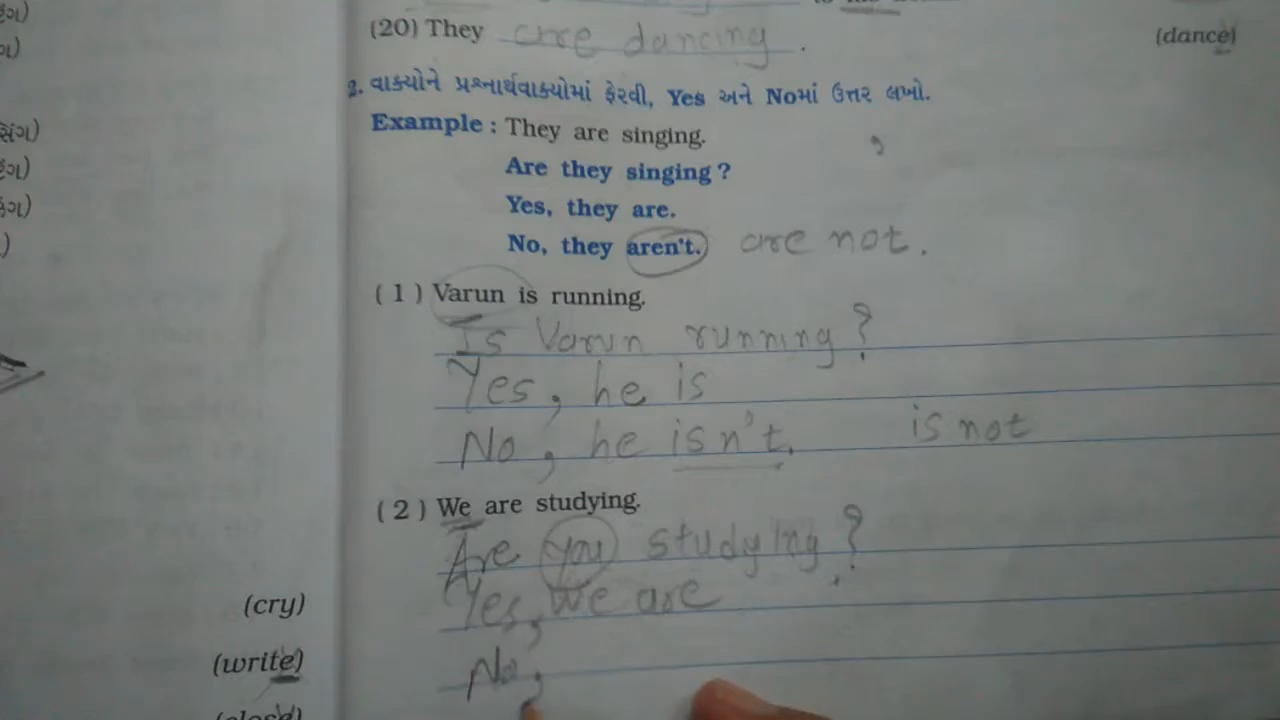 (20) They are dancing. (dance)
2. વાક્યોને પ્રશ્નાર્થવાક્યોમાં ફેરવી, Yes અને Noમાં ઉત્તર લખો.
Example : They are singing.
Are they singing ?
Yes, they are.
No, they aren't. are not.
( 1 ) Varun is running.
Is Varun running?
Yes, he is
No, he isn't. is not
( 2 ) We are studying.
Are you studying?
Yes, we are
No,
(cry)
(write)